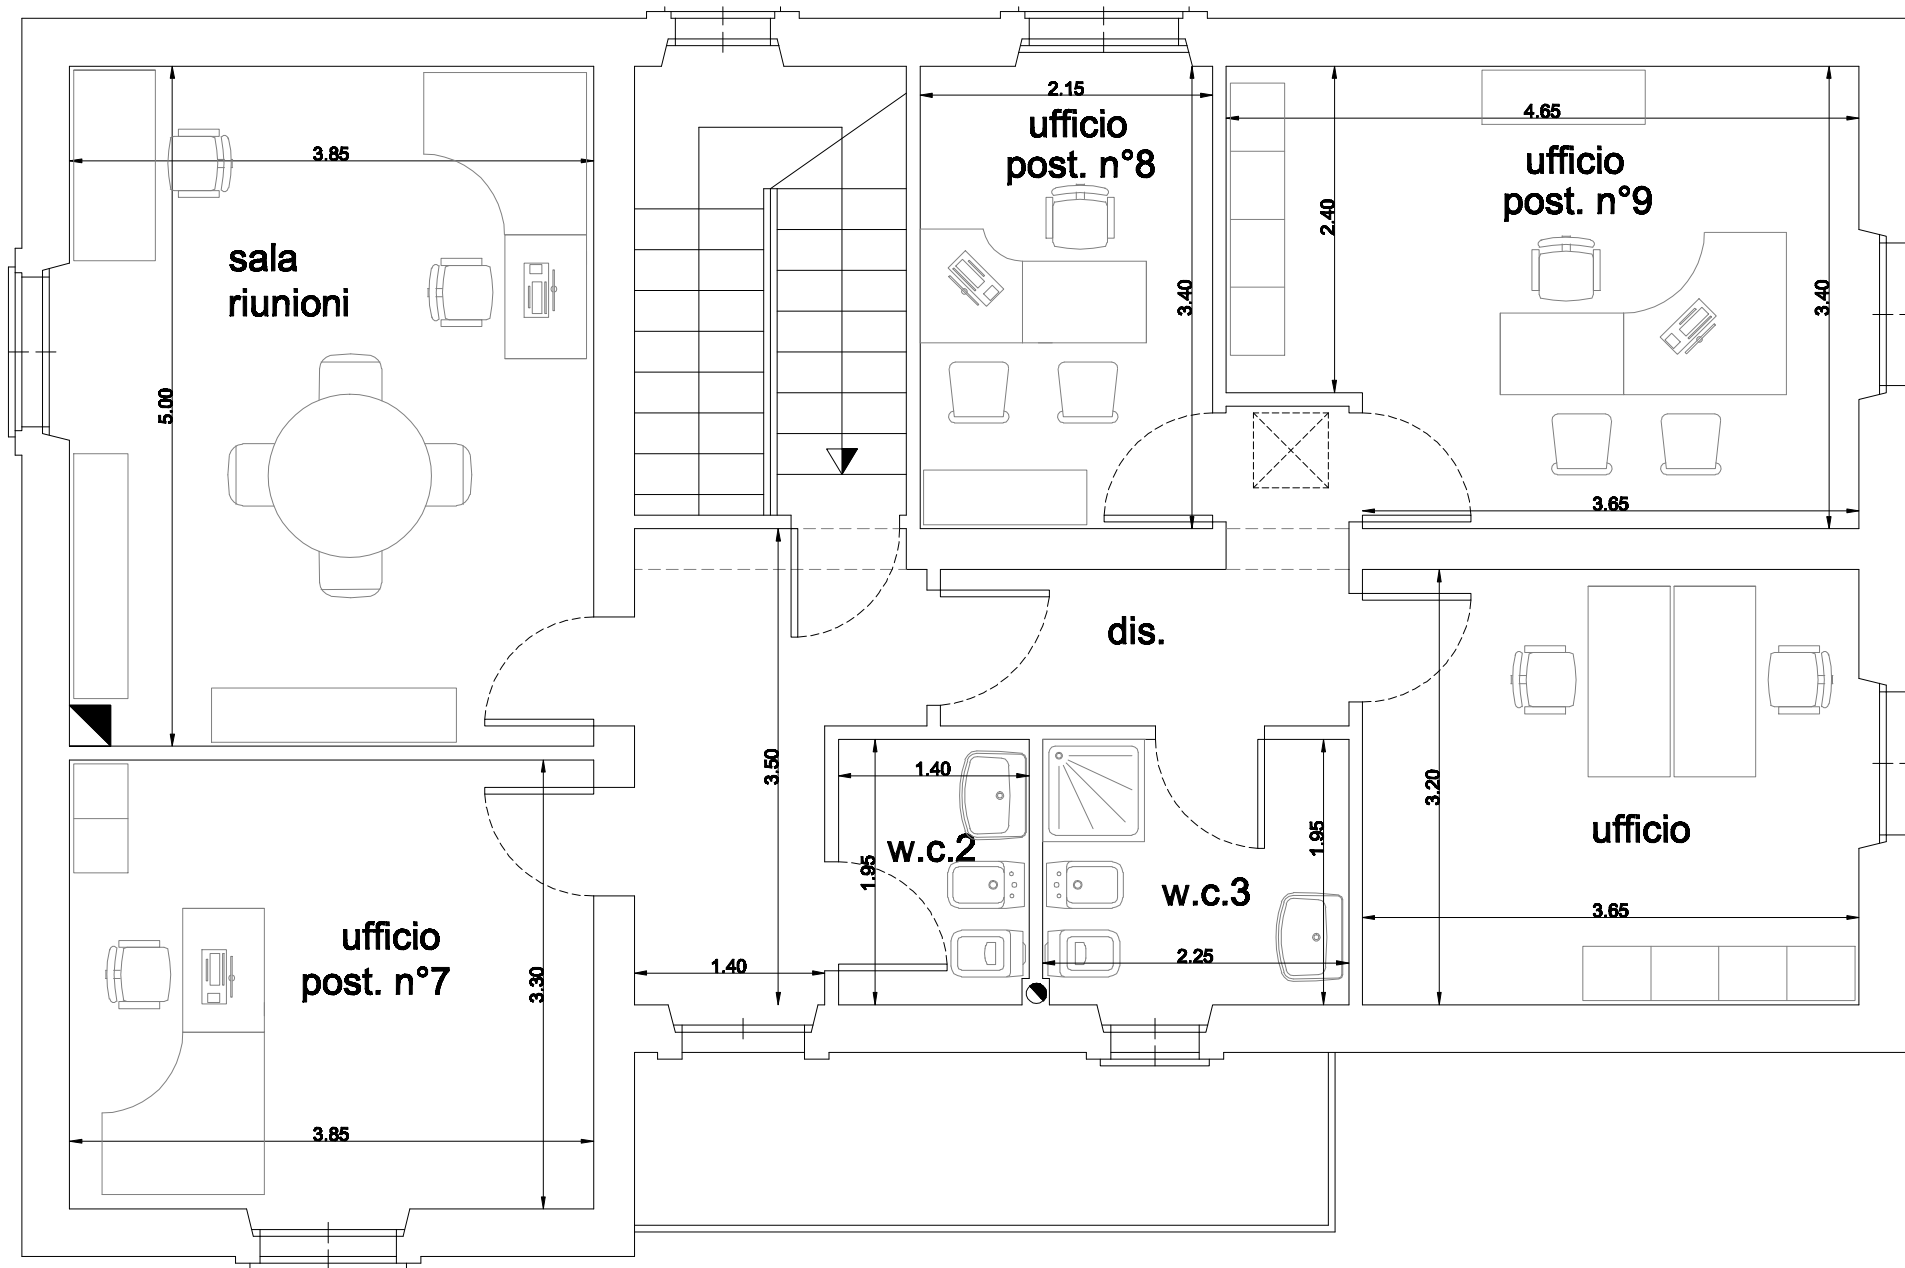 2.15
ufficio
post. n°8
4.65
ufficio
post. n°9
3.85
sala
riunioni
2.40
3.40
3.40
5.00
3.65
dis.
3.50
1.40
w.c.2
1.95
1.95
w.c.3
3.20
ufficio
3.65
ufficio
post. n°7
3.30
1.40
2.25
3.85